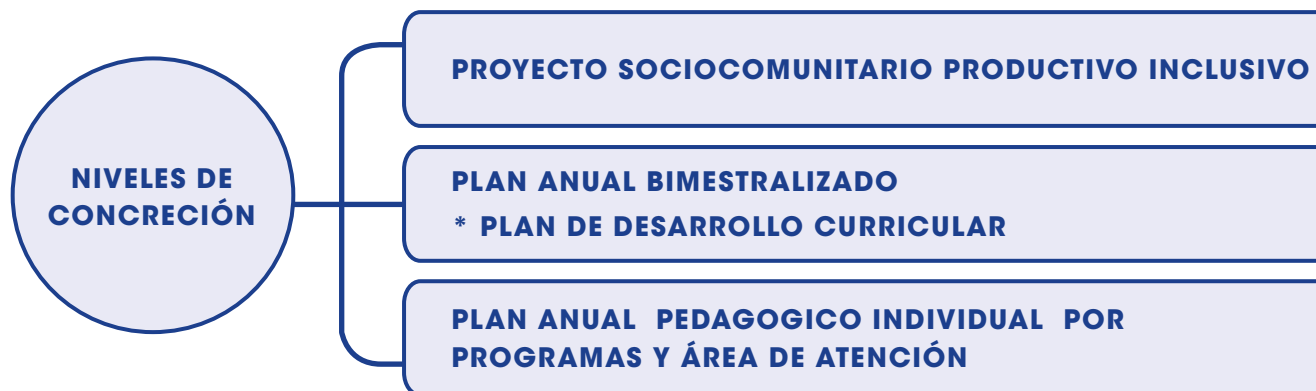 NIVELES DE
CONCRECIÓN
PROYECTO SOCIOCOMUNITARIO PRODUCTIVO INCLUSIVO
PLAN ANUAL BIMESTRALIZADO
* PLAN DE DESARROLLO CURRICULAR
PLAN ANUAL PEDAGOGICO INDIVIDUAL POR
PROGRAMAS Y ÁREA DE ATENCIÓN